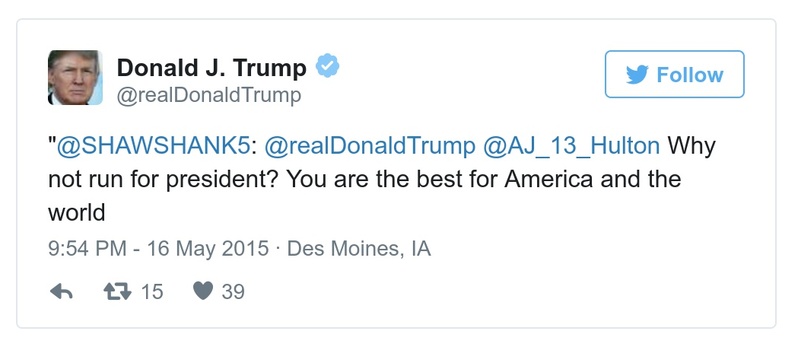 Donald J. Trump
Follow
@realDonaldTrump
"@SHAWSHANK5: @realDonaldTrump @AJ_13_Hulton Why
not run for president? You are the best for America and the
world
9:54 PM - 16 May 2015 · Des Moines, IA
15 39